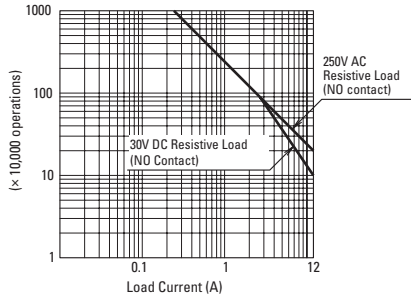 1000
100
10
1
(× 10,000 operations)
250V AC
Resistive Load
(NO contact)
30V DC Resistive Load
(NO Contact)
0.1
1
12
Load Current (A)